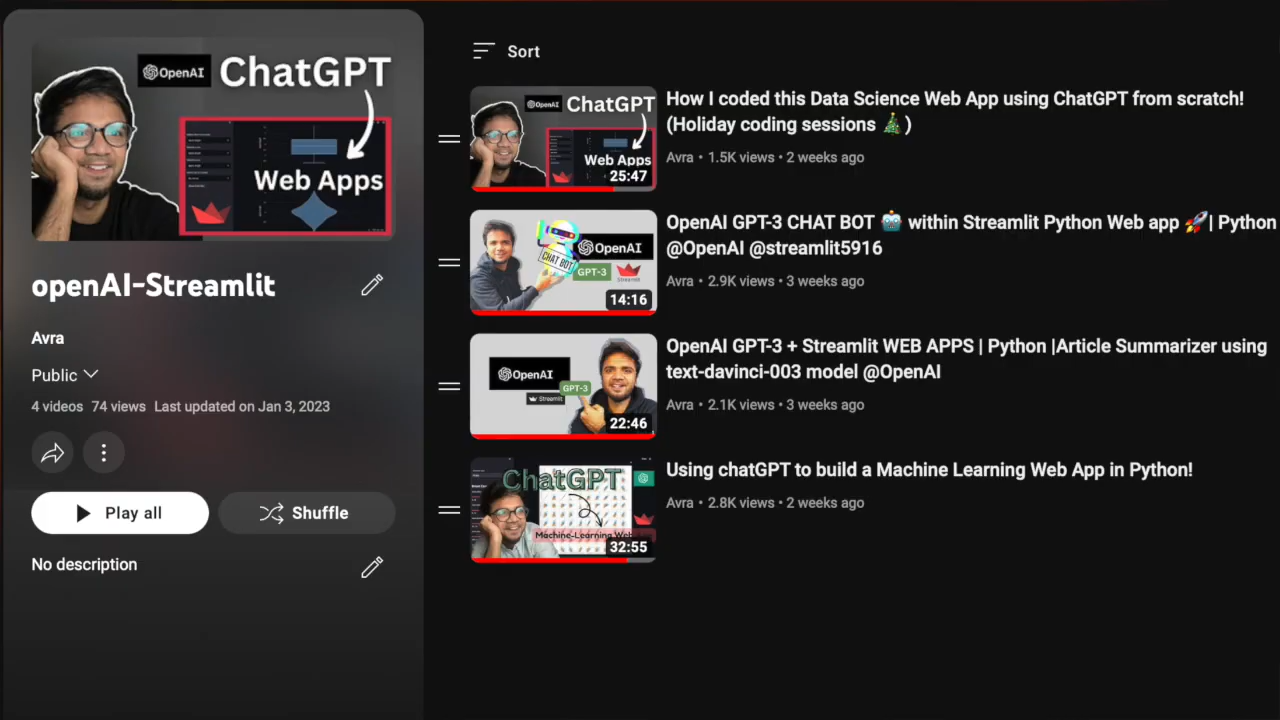 OpenAI ChatGPT
Web Apps
openAI-Streamlit
Avra
Public
4 videos 74 views Last updated on Jan 3, 2023
Play all
Shuffle
No description
Sort
OpenAI ChatGPT
Web Apps
25:47
How I coded this Data Science Web App using ChatGPT from scratch!
(Holiday coding sessions 🎄)
Avra • 1.5K views • 2 weeks ago
OpenAI
CHAT BOT
GPT-3
Streamlit
14:16
OpenAI GPT-3 CHAT BOT 🤖 within Streamlit Python Web app 🚀| Python
@OpenAI @streamlit5916
Avra • 2.9K views • 3 weeks ago
OpenAI
GPT-3
Streamlit
22:46
OpenAI GPT-3 + Streamlit WEB APPS | Python |Article Summarizer using
text-davinci-003 model @OpenAI
Avra • 2.1K views • 3 weeks ago
ChatGPT
Machine-Learning Web
32:55
Using chatGPT to build a Machine Learning Web App in Python!
Avra • 2.8K views • 2 weeks ago